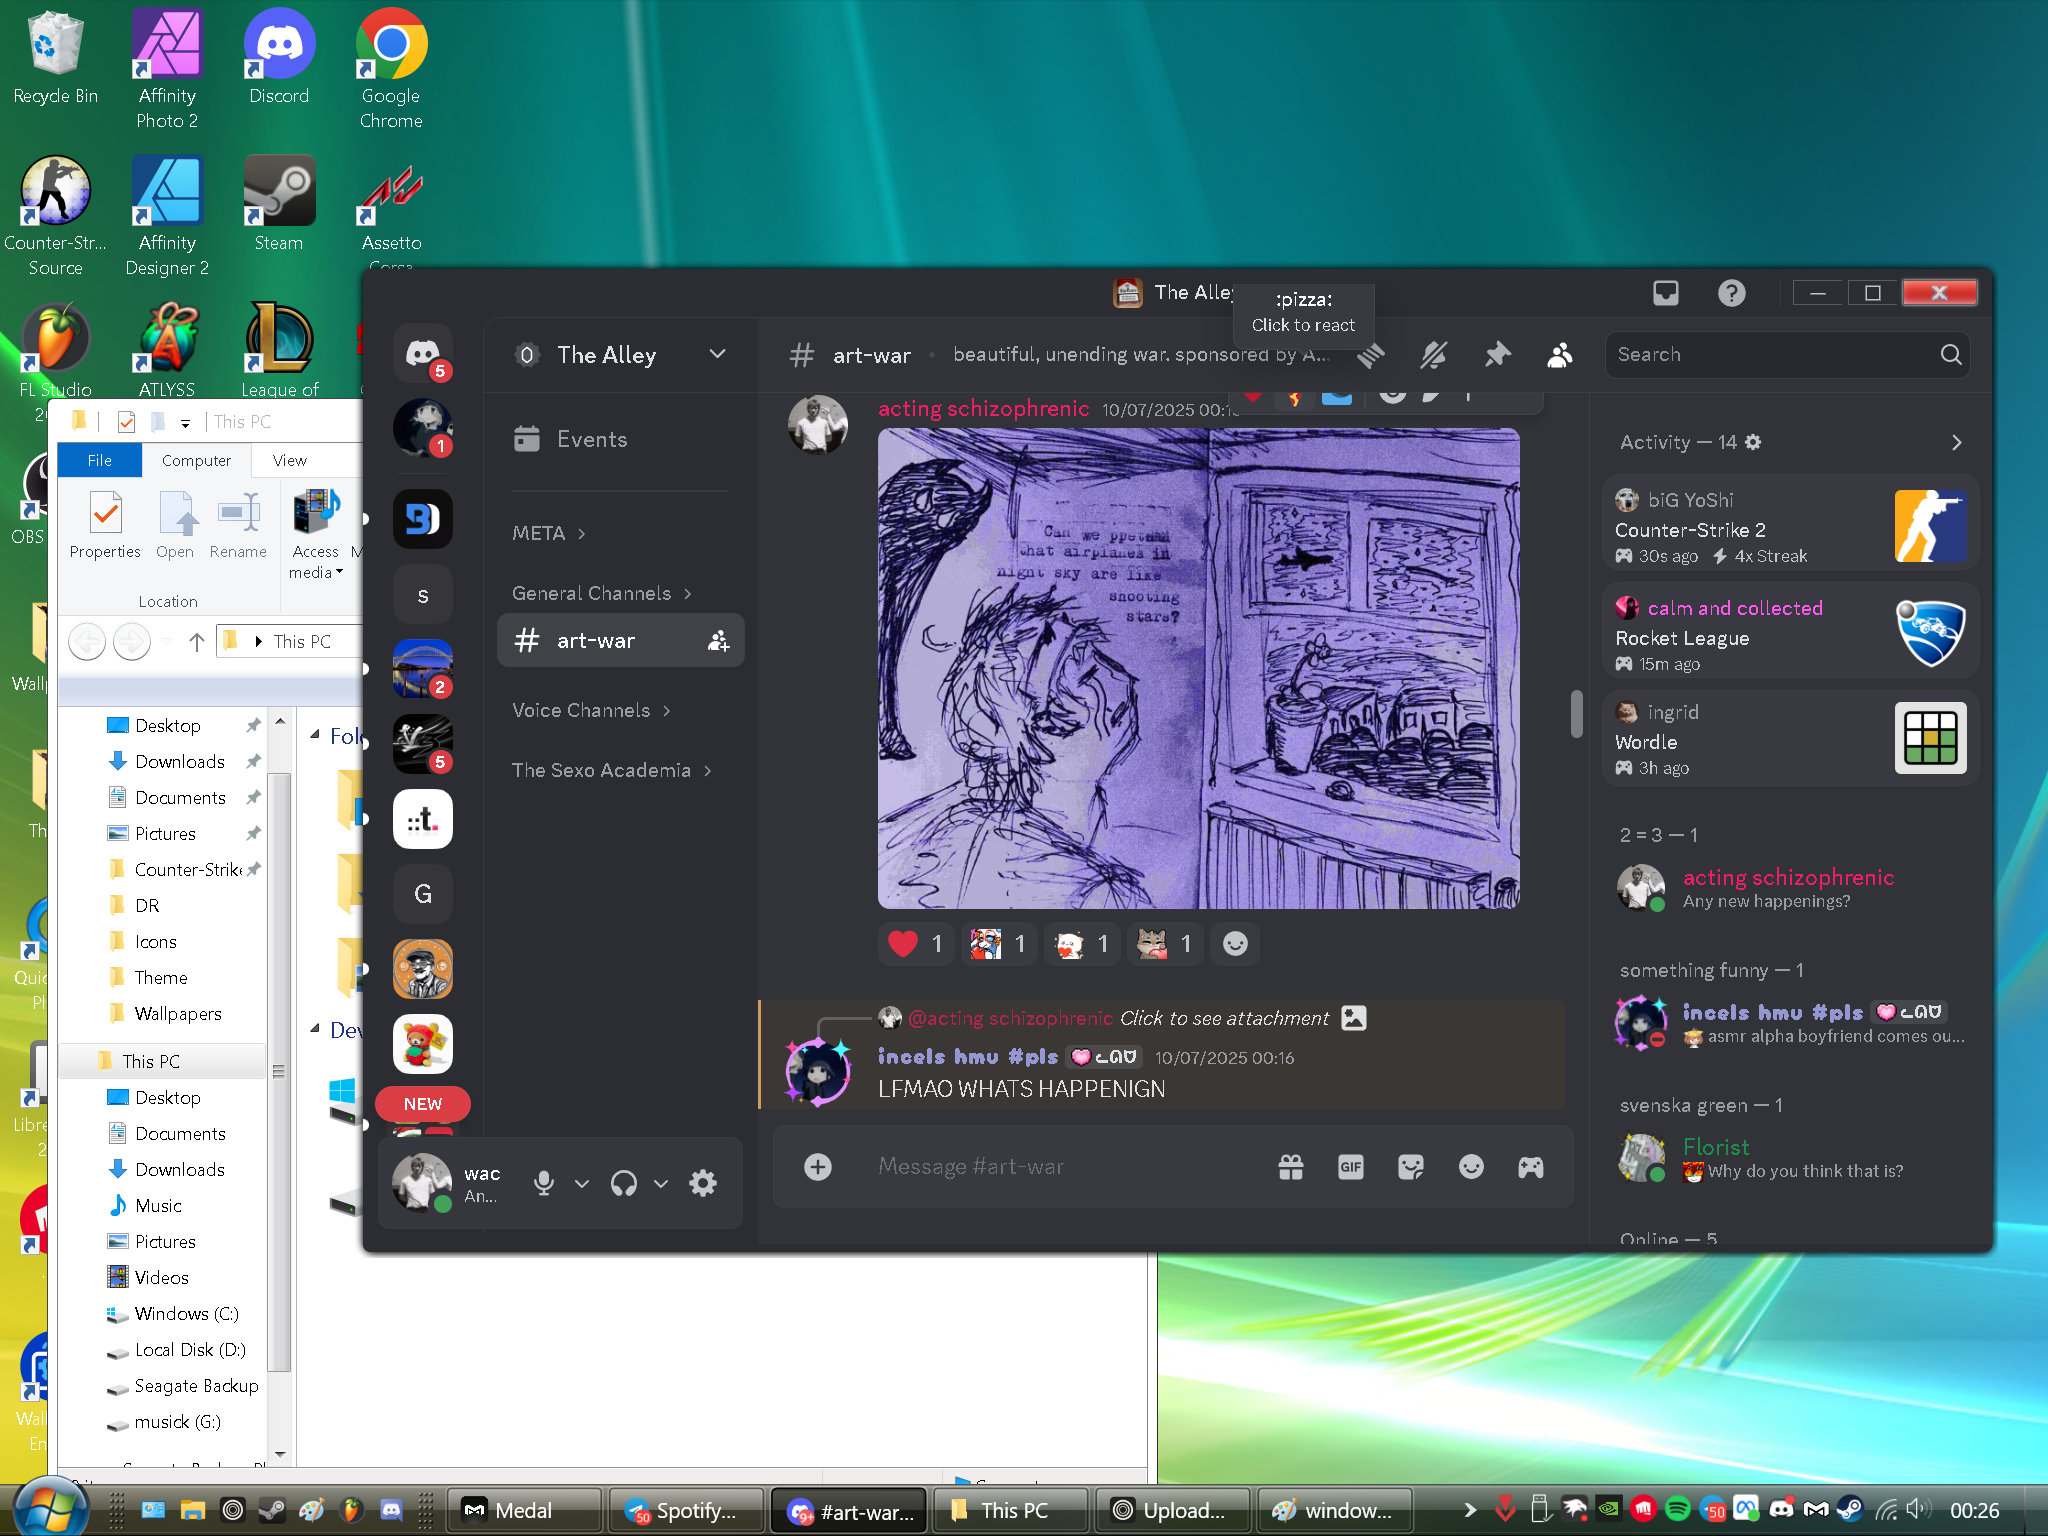 Recycle Bin
Affinity Photo 2
Discord
Google Chrome
Counter-Str... Source
Affinity Designer 2
Steam
Assetto
FL Studio
ATLYSS
League of
OBS
This PC
File
Computer
View
Properties
Open
Rename
Access media
Location
This PC
Desktop
Downloads
Documents
Pictures
Counter-Strike
DR
Icons
Theme
Wallpapers
This PC
Desktop
Documents
Downloads
Music
Pictures
Videos
Windows (C:)
Local Disk (D:)
Seagate Backup
musick (G:)
The Alley
:pizza:
Click to react
5
1
S
2
5
::t.
G
NEW
The Alley
Events
META
General Channels
art-war
Voice Channels
The Sexo Academia
wac
An...
art-war
beautiful, unending war. sponsored by A...
Search
acting schizophrenic
Can we ppetnd
that airplanes in
night sky are like
shooting
stars?
1
1
1
1
@acting schizophrenic Click to see attachment
incels hmu #pls
10/07/2025 00:16
LFMAO WHATS HAPPENIGN
Message #art-war
GIF
Activity — 14
biG YoShi
Counter-Strike 2
30s ago 4x Streak
calm and collected
Rocket League
15m ago
ingrid
Wordle
3h ago
2 = 3 — 1
acting schizophrenic
Any new happenings?
something funny — 1
incels hmu #pls
asmr alpha boyfriend comes ou...
svenska green — 1
Florist
Why do you think that is?
Online — 5
Medal
50
Spotify...
9+
#art-war...
This PC
Upload...
window...
50
00:26